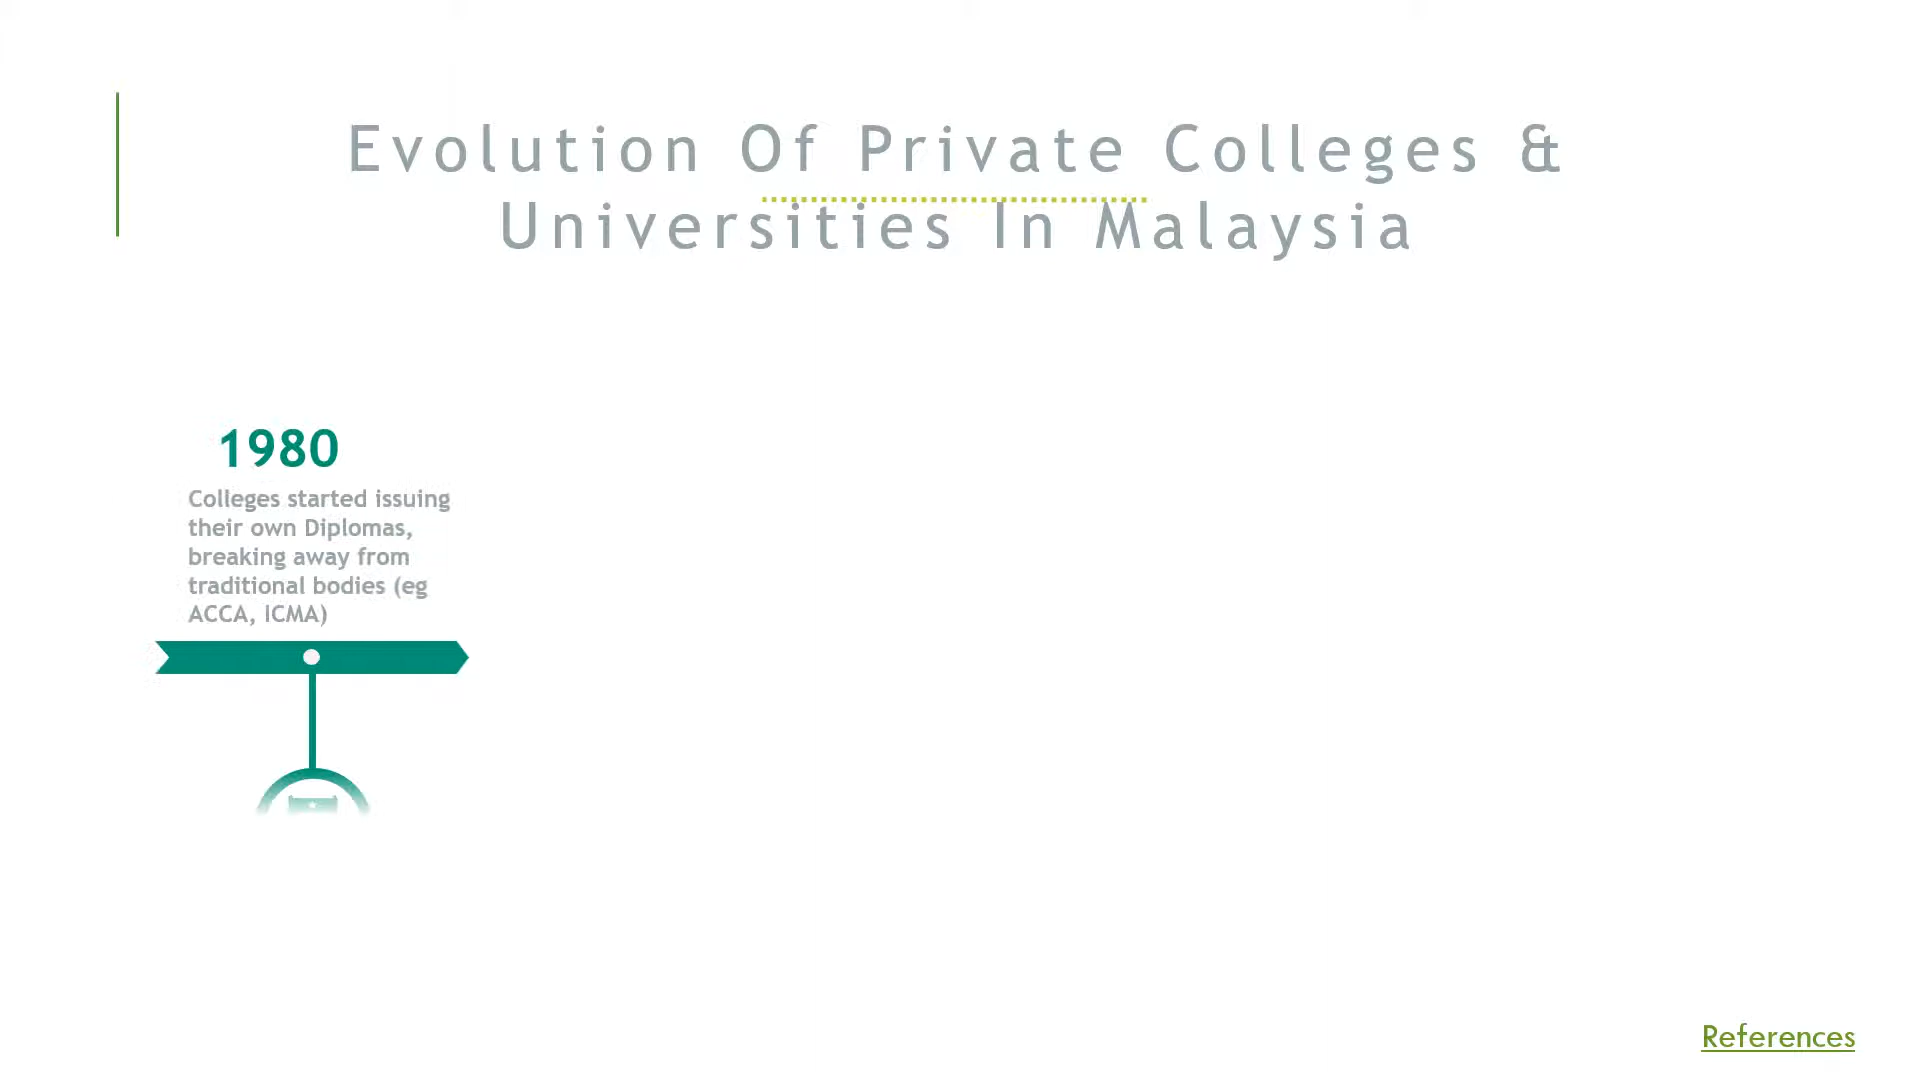 Evolution Of Private Colleges &
Universities In Malaysia
1980
Colleges started issuing
their own Diplomas,
breaking away from
traditional bodies (eg
ACCA, ICMA)
References